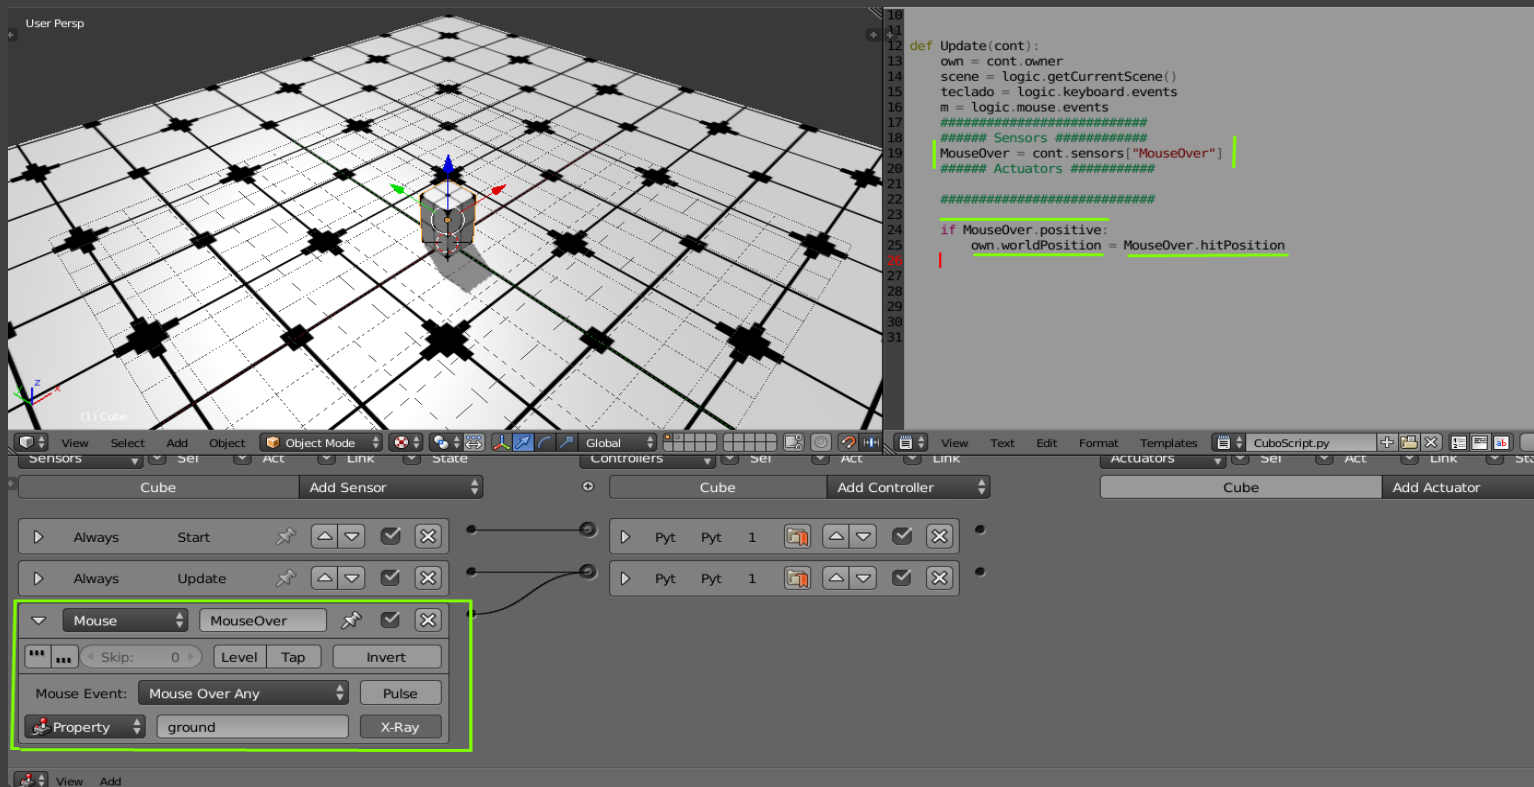 User Persp
(1) Cube
View Select Add Object Object Mode Global
10
11
12 def Update(cont):
13 own = cont.owner
14 scene = logic.getCurrentScene()
15 teclado = logic.keyboard.events
16 m = logic.mouse.events
17 ###########################
18 ###### Sensors ############
19 MouseOver = cont.sensors["MouseOver"]
20 ###### Actuators ###########
21
22 ############################
23
24 if MouseOver.positive:
25 own.worldPosition = MouseOver.hitPosition
26
27
28
29
30
31
View Text Edit Format Templates CuboScript.py
Sensors Sel Act Link State Controllers Sel Act Link Actuators Sel Act Link
Cube Add Sensor Cube Add Controller Cube Add Actuator
Always Start Pyt Pyt 1
Always Update Pyt Pyt 1
Mouse MouseOver
Skip: 0 Level Tap Invert
Mouse Event: Mouse Over Any Pulse
Property ground X-Ray
View Add
z
x